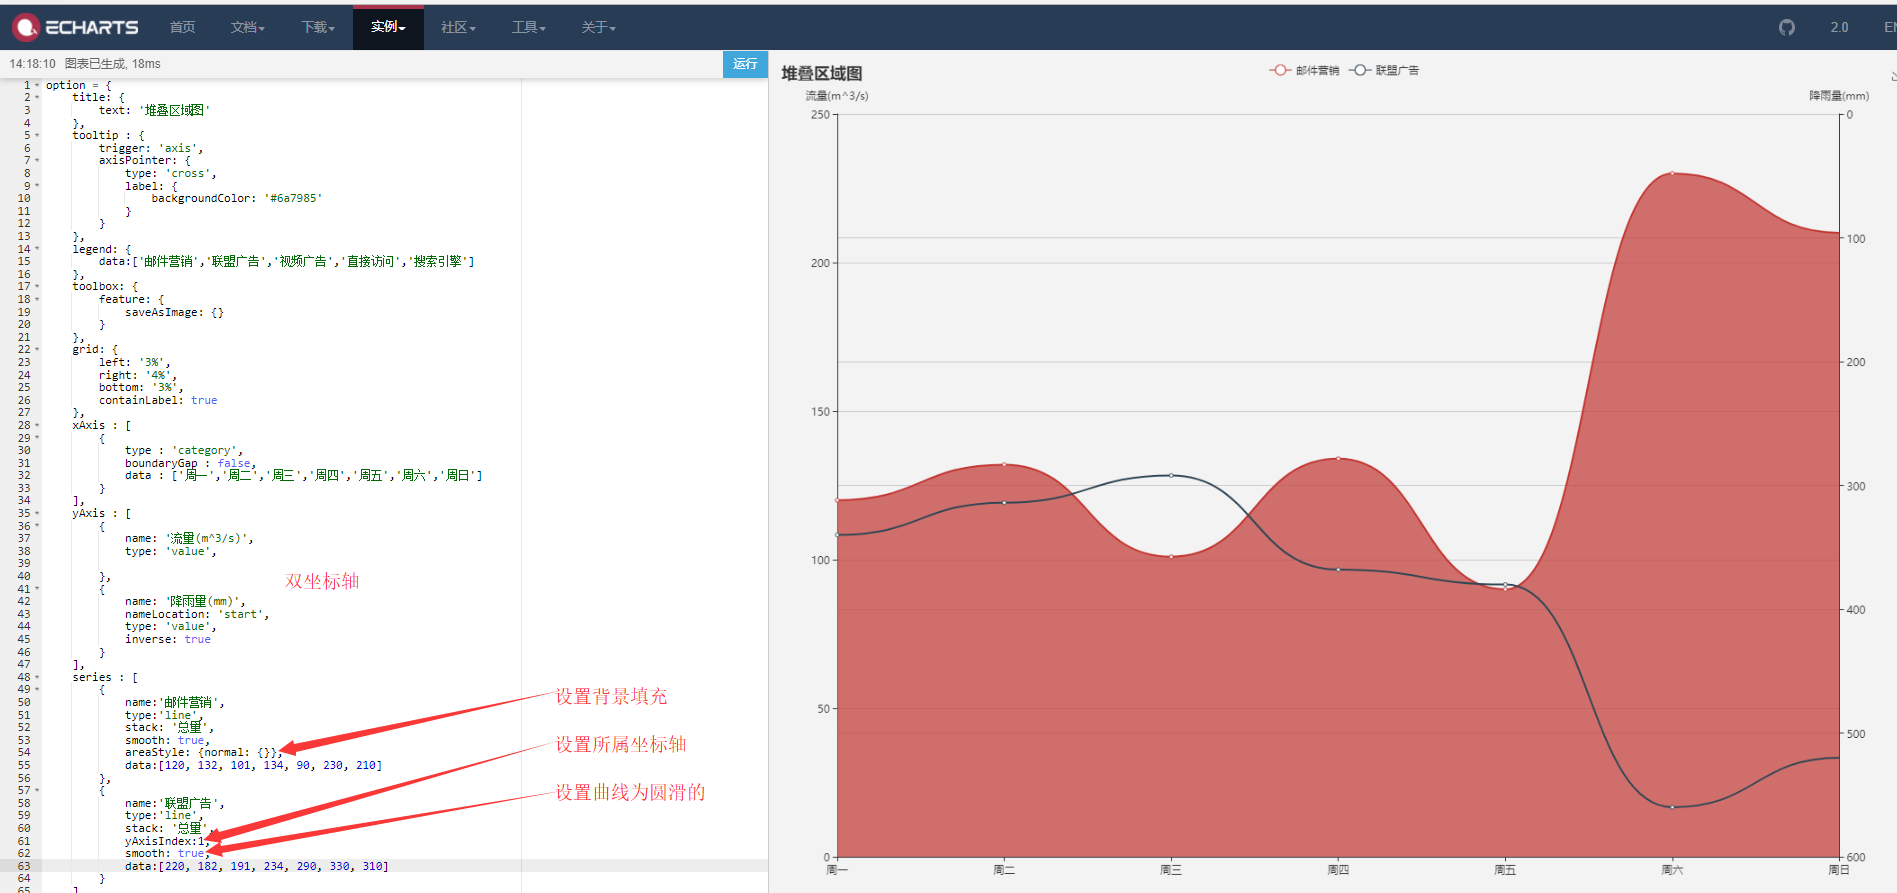 ECHARTS 首页 文档 下载 实例 社区 工具 关于 2.0 EN
14:18:10 图表已生成, 18ms 运行
1 option = {
2 title: {
3 text: '堆叠区域图'
4 },
5 tooltip : {
6 trigger: 'axis',
7 axisPointer: {
8 type: 'cross',
9 label: {
10 backgroundColor: '#6a7985'
11 }
12 }
13 },
14 legend: {
15 data:['邮件营销','联盟广告','视频广告','直接访问','搜索引擎']
16 },
17 toolbox: {
18 feature: {
19 saveAsImage: {}
20 }
21 },
22 grid: {
23 left: '3%',
24 right: '4%',
25 bottom: '3%',
26 containLabel: true
27 },
28 xAxis : [
29 {
30 type : 'category',
31 boundaryGap : false,
32 data : ['周一','周二','周三','周四','周五','周六','周日']
33 }
34 ],
35 yAxis : [
36 {
37 name: '流量(m^3/s)',
38 type: 'value',
39
40 },
41 {
42 name: '降雨量(mm)',
43 nameLocation: 'start',
44 type: 'value',
45 inverse: true
46 }
47 ],
48 series : [
49 {
50 name:'邮件营销',
51 type:'line',
52 stack: '总量',
53 smooth: true,
54 areaStyle: {normal: {}},
55 data:[120, 132, 101, 134, 90, 230, 210]
56 },
57 {
58 name:'联盟广告',
59 type:'line',
60 stack: '总量',
61 yAxisIndex:1,
62 smooth: true,
63 data:[220, 182, 191, 234, 290, 330, 310]
64 }
65 ]
双坐标轴
设置背景填充
设置所属坐标轴
设置曲线为圆滑的
堆叠区域图
邮件营销 联盟广告
流量(m^3/s)
降雨量(mm)
250
200
150
100
50
0
0
100
200
300
400
500
600
周一 周二 周三 周四 周五 周六 周日